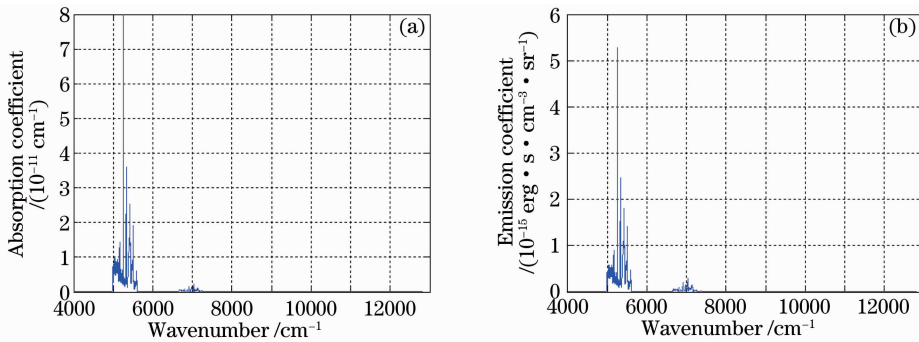 (a)
8
7
6
5
4
3
2
1
0
Absorption coefficient
/(10⁻¹¹ cm⁻¹)
4000 6000 8000 10000 12000
Wavenumber /cm⁻¹
(b)
6
5
4
3
2
1
0
Emission coefficient
/(10⁻¹⁵ erg • s • cm⁻³ • sr⁻¹)
4000 6000 8000 10000 12000
Wavenumber /cm⁻¹